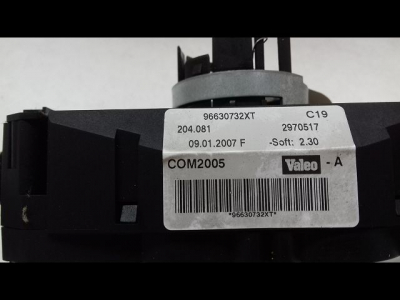 96630732XT C19
204.081 2970517
09.01.2007 F -Soft: 2.30
COM2005 Valeo - A
*96630732XT*